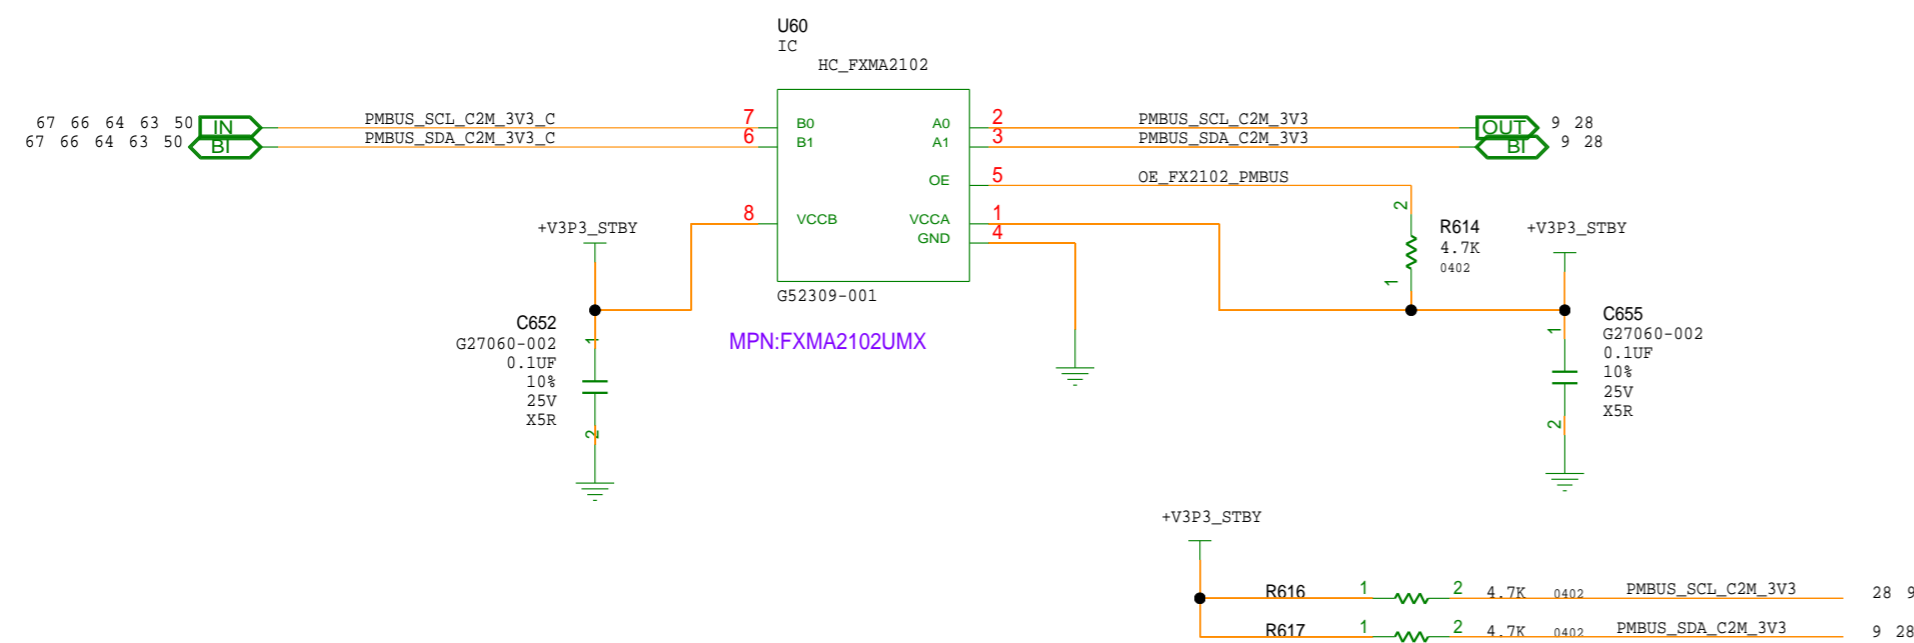 U60
IC
HC_FXMA2102
67 66 64 63 50 IN PMBUS_SCL_C2M_3V3_C 7 B0 A0 2 PMBUS_SCL_C2M_3V3 OUT 9 28
67 66 64 63 50 BI PMBUS_SDA_C2M_3V3_C 6 B1 A1 3 PMBUS_SDA_C2M_3V3 BI 9 28
OE 5 OE_FX2102_PMBUS
8 VCCB VCCA 1
GND 4
+V3P3_STBY
2
R614
4.7K
0402
1
+V3P3_STBY
G52309-001
MPN:FXMA2102UMX
C652
G27060-002
0.1UF
10%
25V
X5R
1
2
C655
G27060-002
0.1UF
10%
25V
X5R
1
2
+V3P3_STBY
R616 1 2 4.7K 0402 PMBUS_SCL_C2M_3V3 28 9
R617 1 2 4.7K 0402 PMBUS_SDA_C2M_3V3 9 28